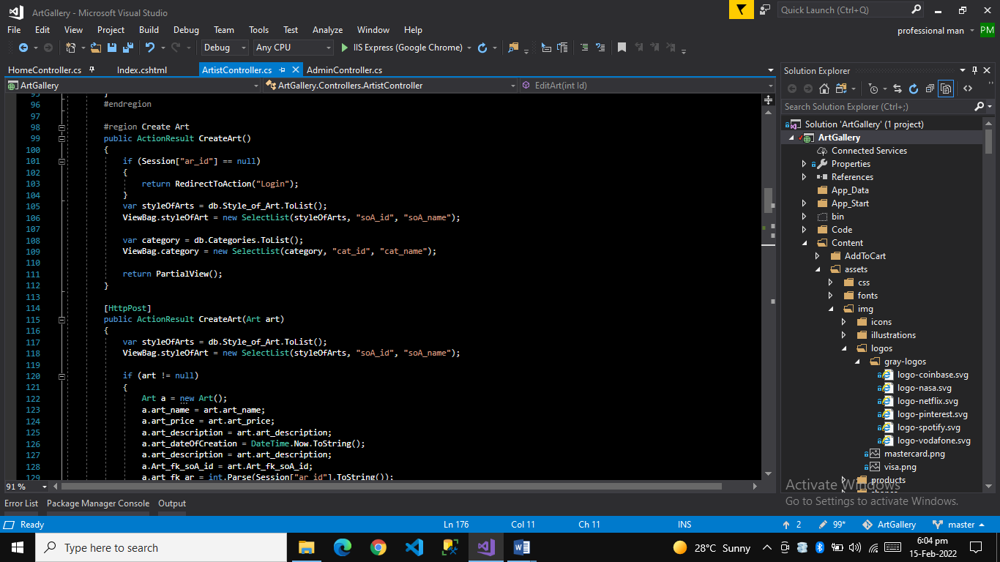 ArtGallery - Microsoft Visual Studio
Quick Launch (Ctrl+Q)
File Edit View Project Build Debug Team Tools Test Analyze Window Help
professional man PM
Debug Any CPU IIS Express (Google Chrome)
HomeController.cs Index.cshtml ArtistController.cs AdminController.cs
ArtGallery ArtGallery.Controllers.ArtistController EditArt(int Id)
96 #endregion
97
98 #region Create Art
99 public ActionResult CreateArt()
100 {
101 if (Session["ar_id"] == null)
102 {
103 return RedirectToAction("Login");
104 }
105 var styleOfArts = db.Style_of_Art.ToList();
106 ViewBag.styleOfArt = new SelectList(styleOfArts, "soA_id", "soA_name");
107
108 var category = db.Categories.ToList();
109 ViewBag.category = new SelectList(category, "cat_id", "cat_name");
110
111 return PartialView();
112 }
113
114 [HttpPost]
115 public ActionResult CreateArt(Art art)
116 {
117 var styleOfArts = db.Style_of_Art.ToList();
118 ViewBag.styleOfArt = new SelectList(styleOfArts, "soA_id", "soA_name");
119
120 if (art != null)
121 {
122 Art a = new Art();
123 a.art_name = art.art_name;
124 a.art_price = art.art_price;
125 a.art_description = art.art_description;
126 a.art_dateOfCreation = DateTime.Now.ToString();
127 a.art_description = art.art_description;
128 a.Art_fk_soA_id = art.Art_fk_soA_id;
129 a.art_fk_ar = int.Parse(Session["ar_id"].ToString());
91 %
Solution Explorer
Search Solution Explorer (Ctrl+;)
Solution 'ArtGallery' (1 project)
ArtGallery
Connected Services
Properties
References
App_Data
App_Start
bin
Code
Content
AddToCart
assets
css
fonts
img
icons
illustrations
logos
gray-logos
logo-coinbase.svg
logo-nasa.svg
logo-netflix.svg
logo-pinterest.svg
logo-spotify.svg
logo-vodafone.svg
mastercard.png
visa.png
products
Activate Windows
Go to Settings to activate Windows.
Error List Package Manager Console Output
Ready Ln 176 Col 11 Ch 11 INS 2 99* ArtGallery master
Type here to search
28°C Sunny
6:04 pm
15-Feb-2022